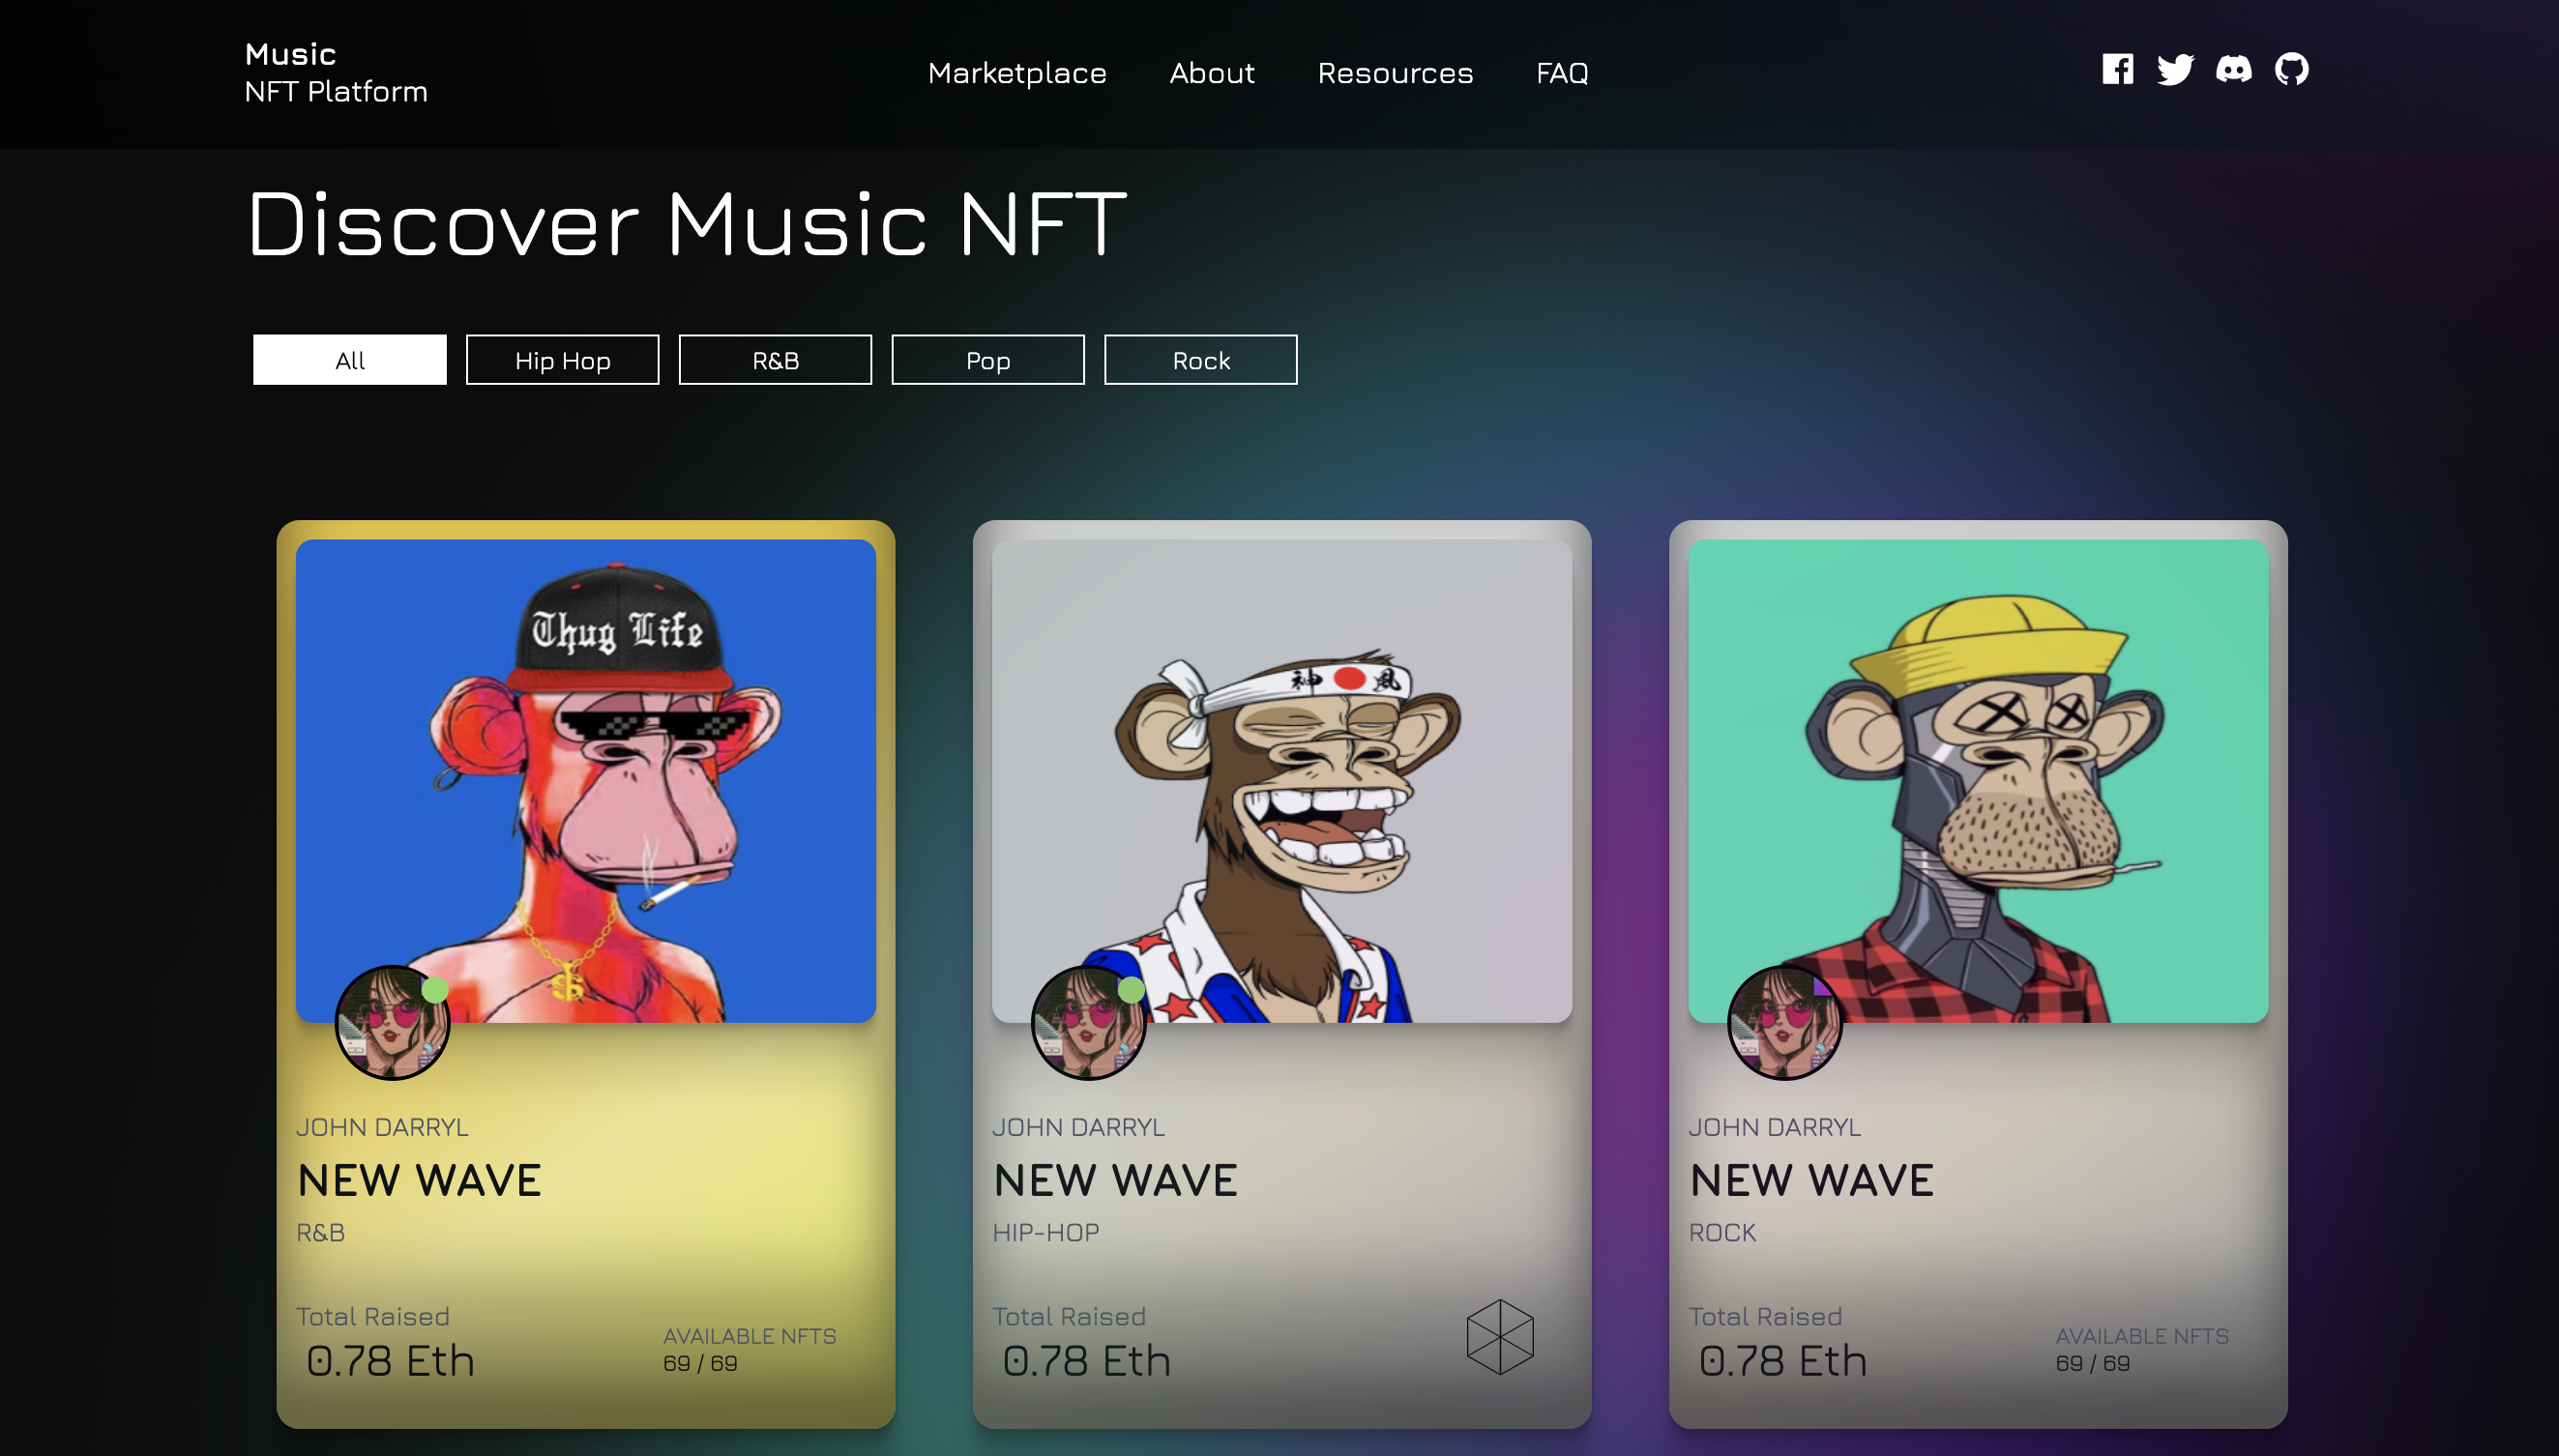 Music
NFT Platform
Marketplace
About
Resources
FAQ
Discover Music NFT
All
Hip Hop
R&B
Pop
Rock
Thug Life
神 風
JOHN DARRYL
NEW WAVE
R&B
Total Raised
0.78 Eth
AVAILABLE NFTS
69 / 69
JOHN DARRYL
NEW WAVE
HIP-HOP
Total Raised
0.78 Eth
JOHN DARRYL
NEW WAVE
ROCK
Total Raised
0.78 Eth
AVAILABLE NFTS
69 / 69